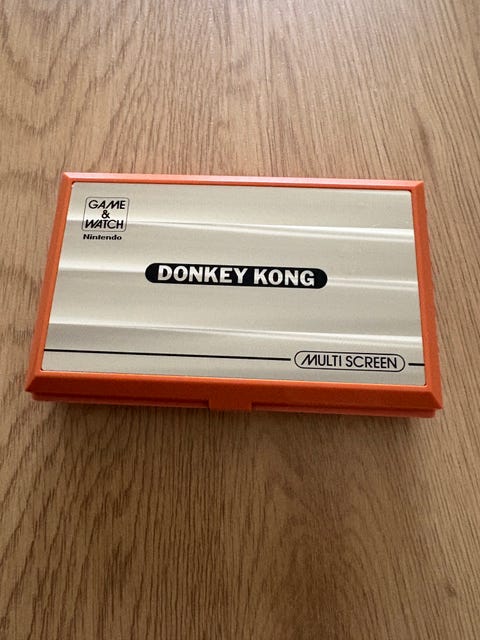 GAME
&
WATCH
Nintendo
DONKEY KONG
MULTI SCREEN